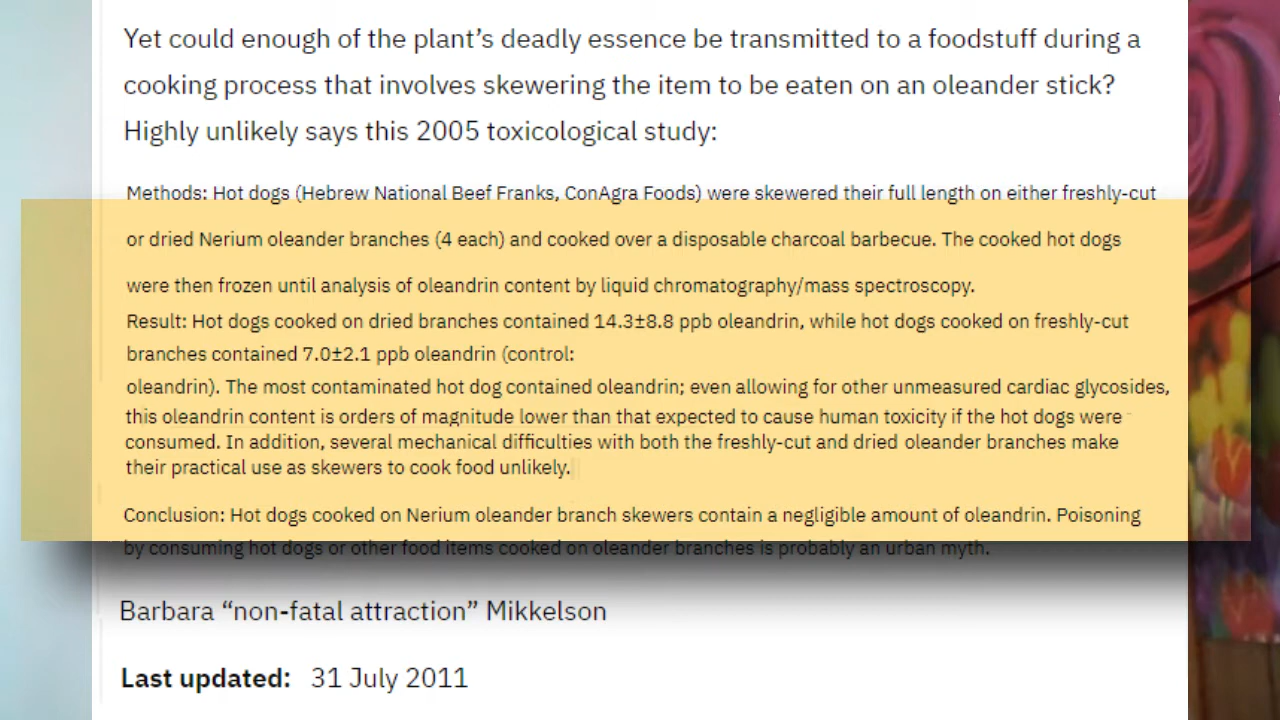 Yet could enough of the plant’s deadly essence be transmitted to a foodstuff during a
cooking process that involves skewering the item to be eaten on an oleander stick?
Highly unlikely says this 2005 toxicological study:
Methods: Hot dogs (Hebrew National Beef Franks, ConAgra Foods) were skewered their full length on either freshly-cut
or dried Nerium oleander branches (4 each) and cooked over a disposable charcoal barbecue. The cooked hot dogs
were then frozen until analysis of oleandrin content by liquid chromatography/mass spectroscopy.
Result: Hot dogs cooked on dried branches contained 14.3±8.8 ppb oleandrin, while hot dogs cooked on freshly-cut
branches contained 7.0±2.1 ppb oleandrin (control:
oleandrin). The most contaminated hot dog contained oleandrin; even allowing for other unmeasured cardiac glycosides,
this oleandrin content is orders of magnitude lower than that expected to cause human toxicity if the hot dogs were
consumed. In addition, several mechanical difficulties with both the freshly-cut and dried oleander branches make
their practical use as skewers to cook food unlikely.
Conclusion: Hot dogs cooked on Nerium oleander branch skewers contain a negligible amount of oleandrin. Poisoning
by consuming hot dogs or other food items cooked on oleander branches is probably an urban myth.
Barbara “non-fatal attraction” Mikkelson
Last updated: 31 July 2011